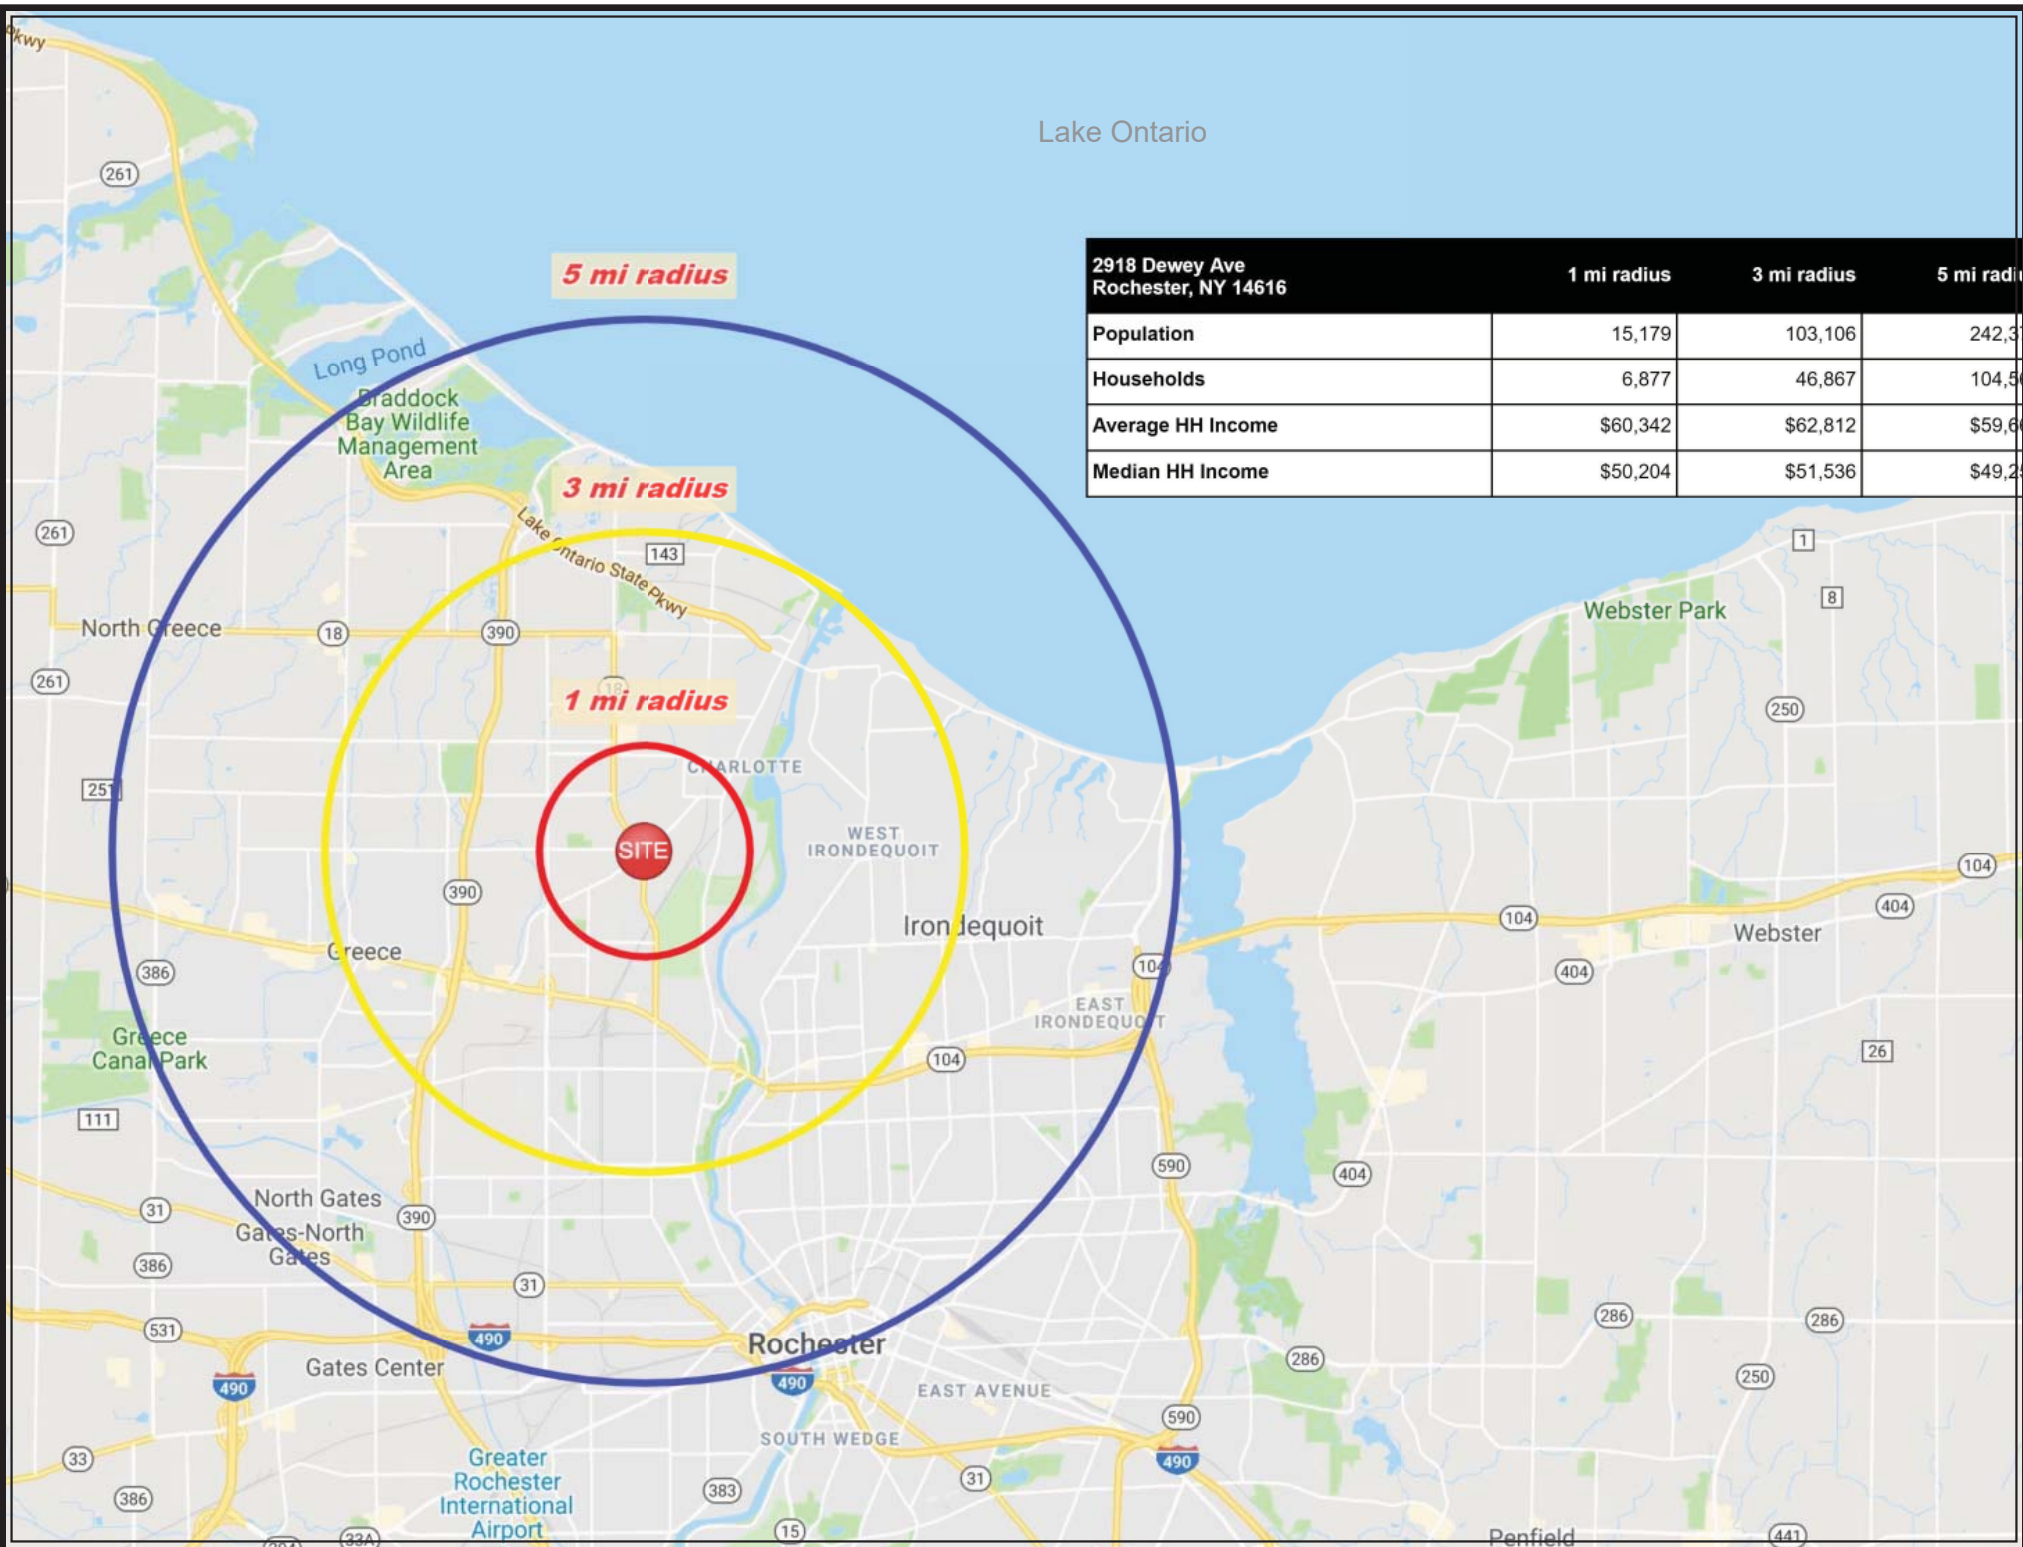 Pkwy
Lake Ontario
261
5 mi radius
2918 Dewey Ave
Rochester, NY 14616
1 mi radius
3 mi radius
5 mi
Population
15,179
103,106
Households
6,877
46,867
Average HH Income
$60,342
$62,812
Median HH Income
$50,204
$51,536
Long Pond
Braddock
Bay Wildlife
Management
Area
3 mi radius
Lake Ontario State Pkwy
143
261
1
8
Webster Park
North Greece
18
390
261
18
1 mi radius
250
CHARLOTTE
251
WEST
IRONDEQUOIT
SITE
104
390
404
Irondequoit
104
Webster
Greece
386
104
404
EAST
IRONDEQUOIT
Greece
Canal Park
104
26
111
590
404
North Gates
31
390
Gates-North
Gates
386
31
531
490
Rochester
286
286
286
Gates Center
490
490
EAST AVENUE
250
590
SOUTH WEDGE
33
490
Greater
Rochester
International
Airport
31
383
386
15
33A
Penfield
441